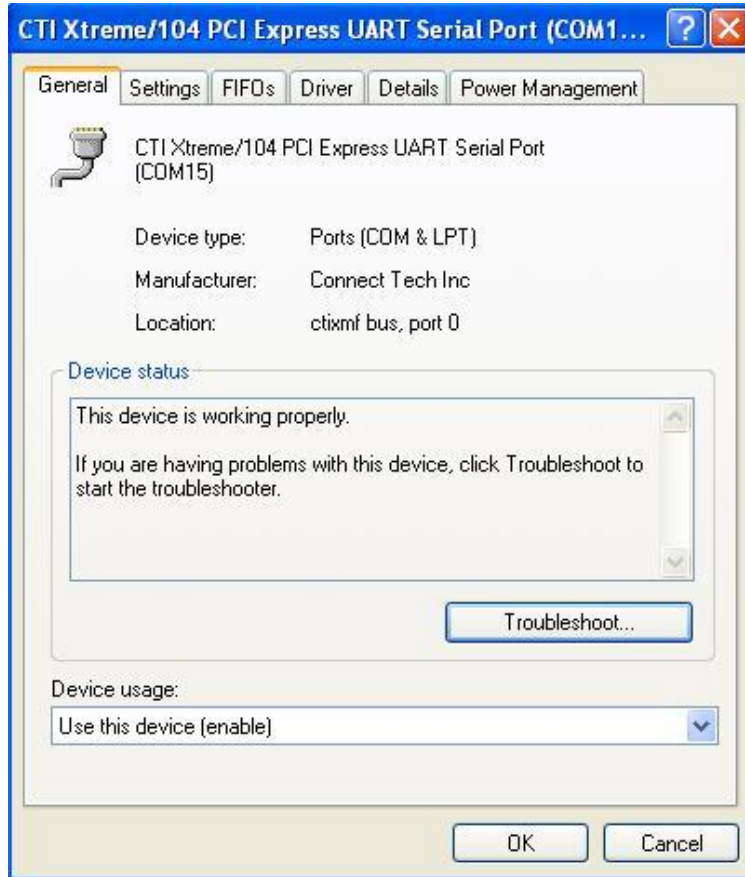 CTI Xtreme/104 PCI Express UART Serial Port (COM1...
General Settings FIFOs Driver Details Power Management
CTI Xtreme/104 PCI Express UART Serial Port
(COM15)
Device type: Ports (COM & LPT)
Manufacturer: Connect Tech Inc
Location: ctixmf bus, port 0
Device status
This device is working properly.
If you are having problems with this device, click Troubleshoot to
start the troubleshooter.
Troubleshoot...
Device usage:
Use this device (enable)
OK Cancel